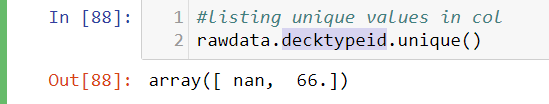 In [88]: 1 #listing unique values in col
2 rawdata.decktypeid.unique()
Out[88]: array([ nan,  66.])